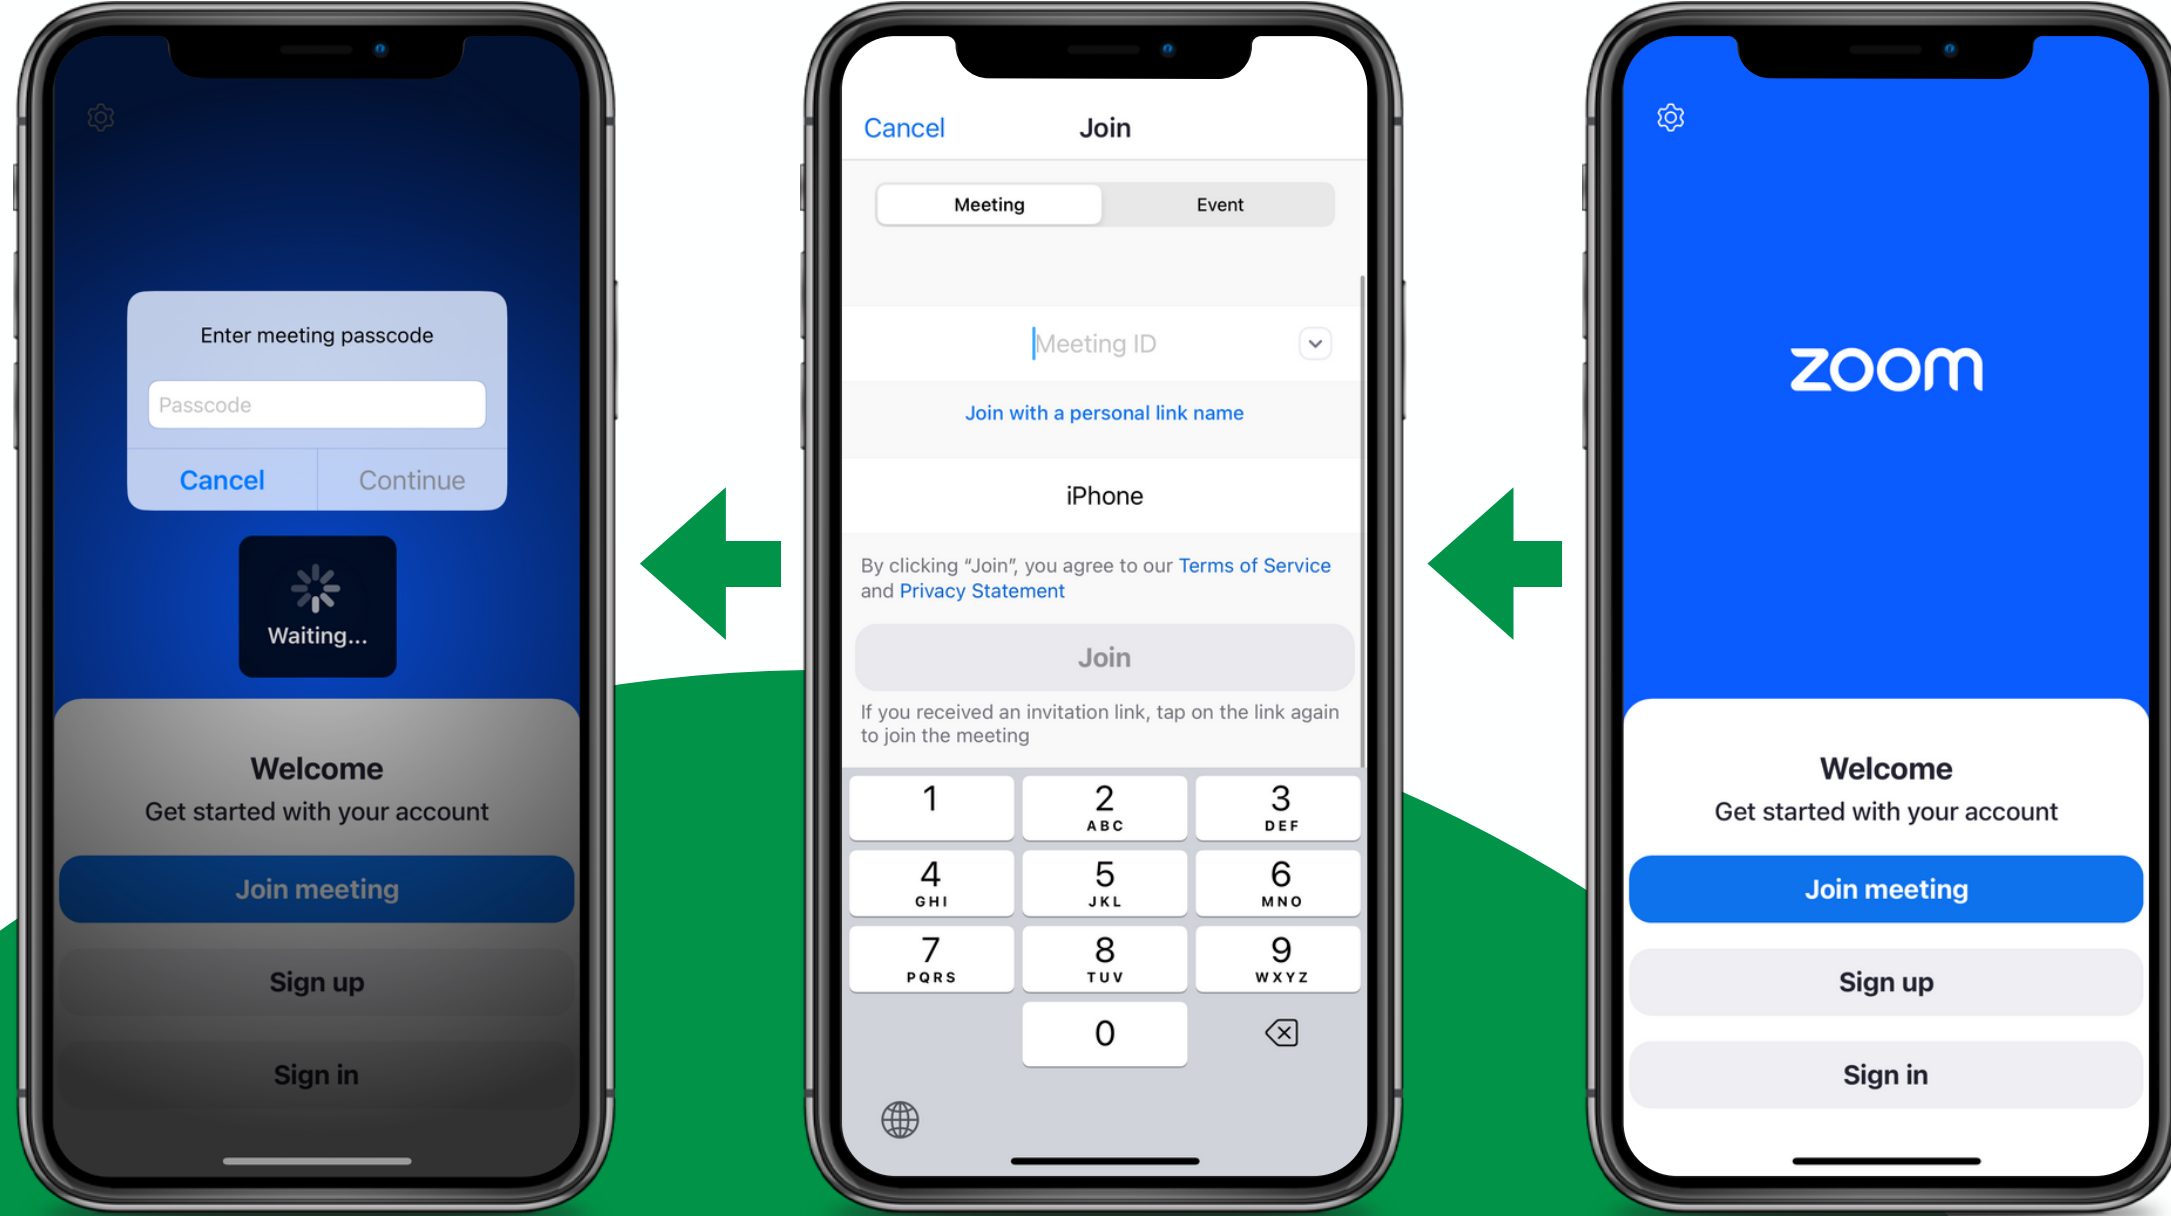 Enter meeting passcode
Passcode
Cancel Continue
Waiting...
Welcome
Get started with your account
Join meeting
Sign up
Sign in
Cancel Join
Meeting Event
Meeting ID
Join with a personal link name
iPhone
By clicking “Join”, you agree to our Terms of Service
and Privacy Statement
Join
If you received an invitation link, tap on the link again
to join the meeting
1 2 3
ABC DEF
4 5 6
GHI JKL MNO
7 8 9
PQRS TUV WXYZ
0
zoom
Welcome
Get started with your account
Join meeting
Sign up
Sign in